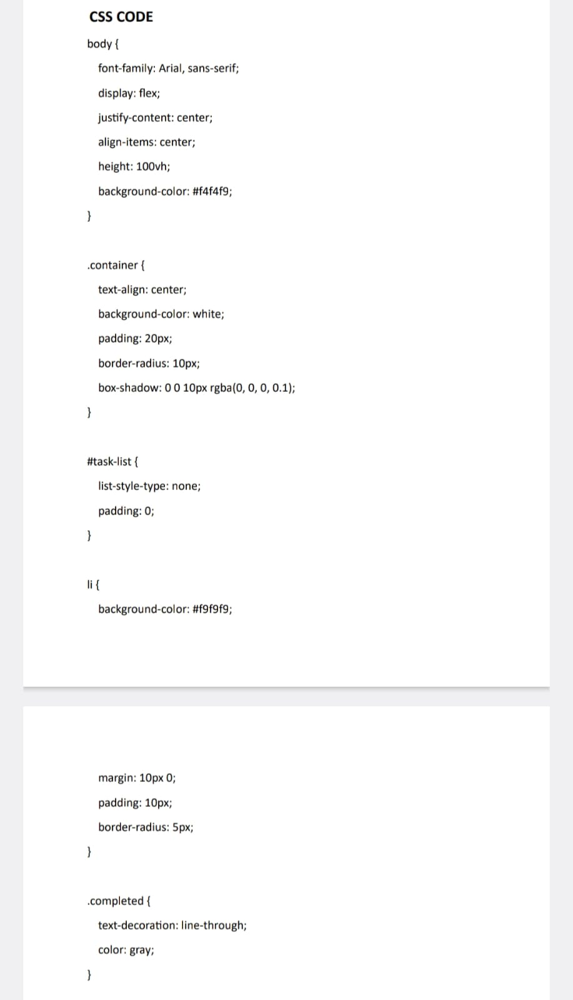 CSS CODE
body {
font-family: Arial, sans-serif;
display: flex;
justify-content: center;
align-items: center;
height: 100vh;
background-color: #f4f4f9;
}
.container {
text-align: center;
background-color: white;
padding: 20px;
border-radius: 10px;
box-shadow: 0 0 10px rgba(0, 0, 0, 0.1);
}
#task-list {
list-style-type: none;
padding: 0;
}
li {
background-color: #f9f9f9;
margin: 10px 0;
padding: 10px;
border-radius: 5px;
}
.completed {
text-decoration: line-through;
color: gray;
}